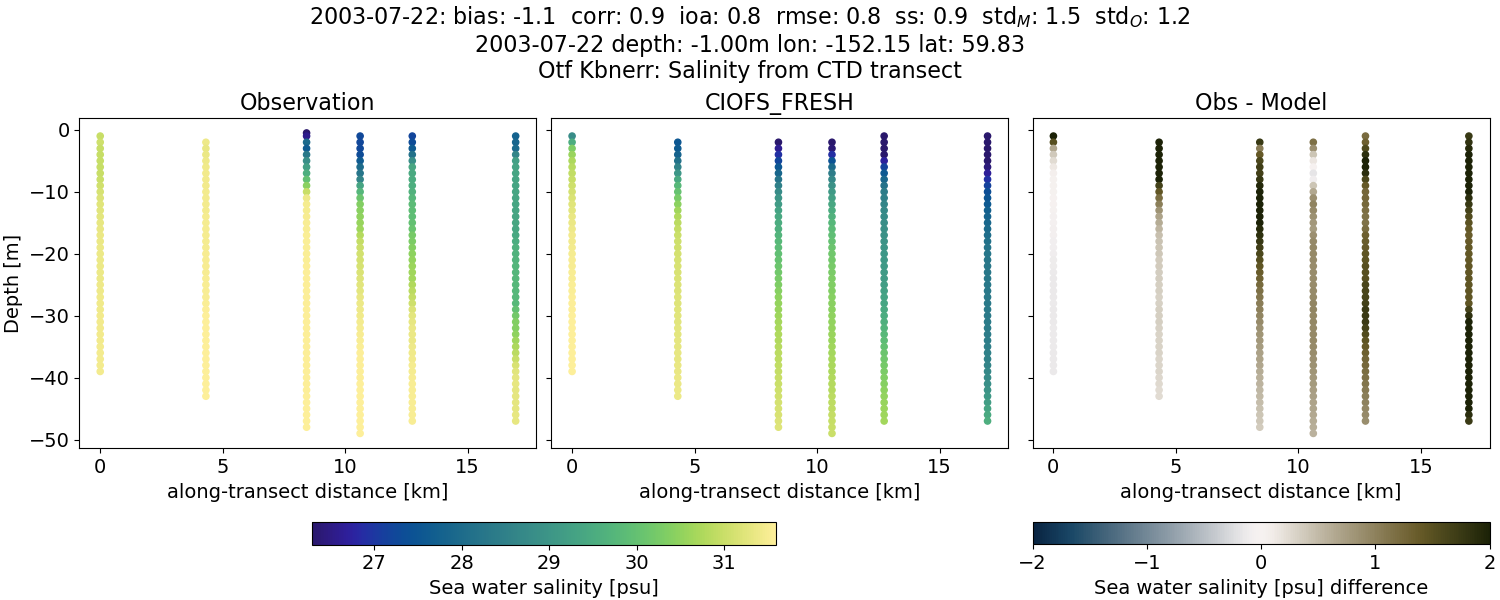 2003-07-22: bias: -1.1  corr: 0.9  ioa: 0.8  rmse: 0.8  ss: 0.9  std_M: 1.5  std_O: 1.2
2003-07-22 depth: -1.00m lon: -152.15 lat: 59.83
Otf Kbnerr: Salinity from CTD transect
Observation
CIOFS_FRESH
Obs - Model
Depth [m]
0
−10
−20
−30
−40
−50
0 5 10 15
0 5 10 15
0 5 10 15
along-transect distance [km]
along-transect distance [km]
along-transect distance [km]
27 28 29 30 31
Sea water salinity [psu]
−2 −1 0 1 2
Sea water salinity [psu] difference